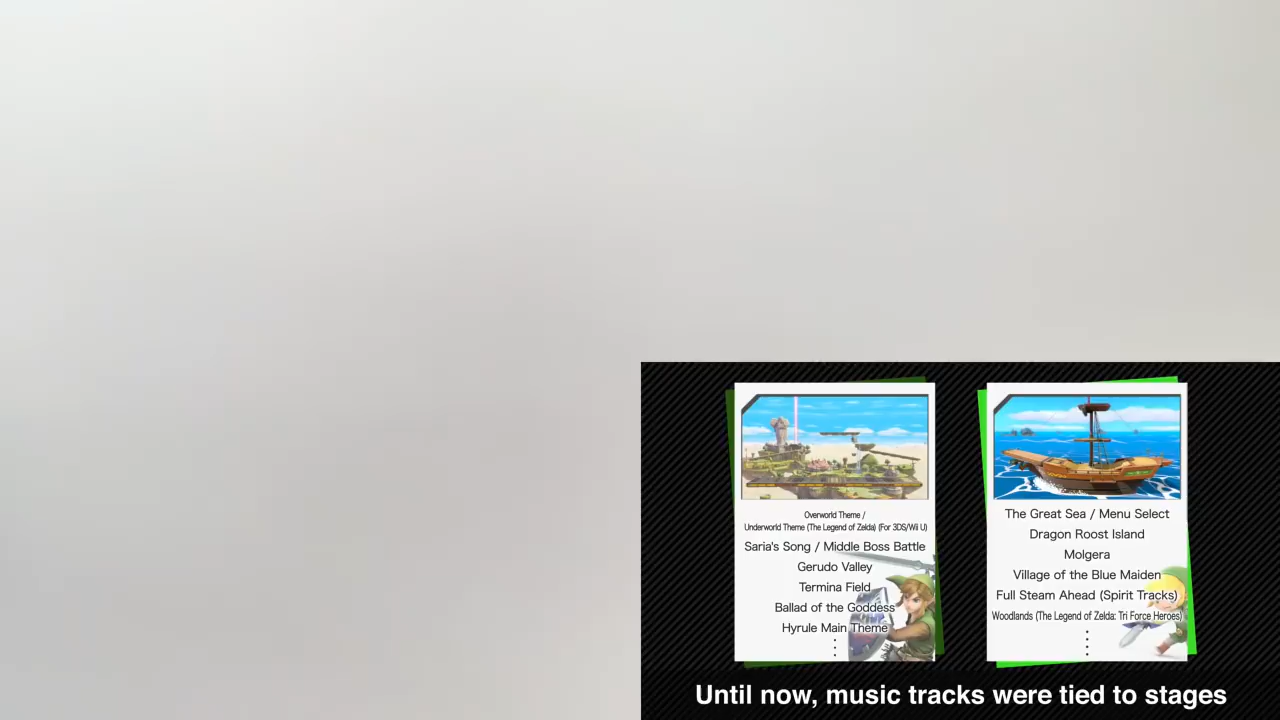 Overworld Theme /
Underworld Theme (The Legend of Zelda) (For 3DS/Wii U)
Saria's Song / Middle Boss Battle
Gerudo Valley
Termina Field
Ballad of the Goddess
Hyrule Main Theme
The Great Sea / Menu Select
Dragon Roost Island
Molgera
Village of the Blue Maiden
Full Steam Ahead (Spirit Tracks)
Woodlands (The Legend of Zelda: Tri Force Heroes)
Until now, music tracks were tied to stages